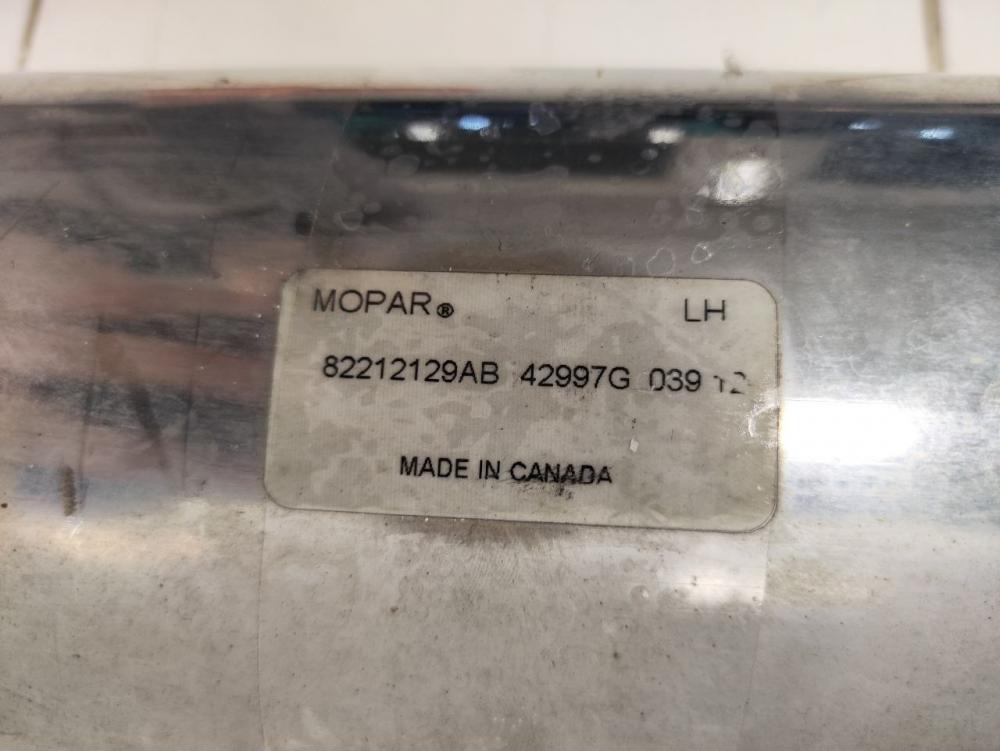 MOPAR® LH
82212129AB 42997G 039 12
MADE IN CANADA